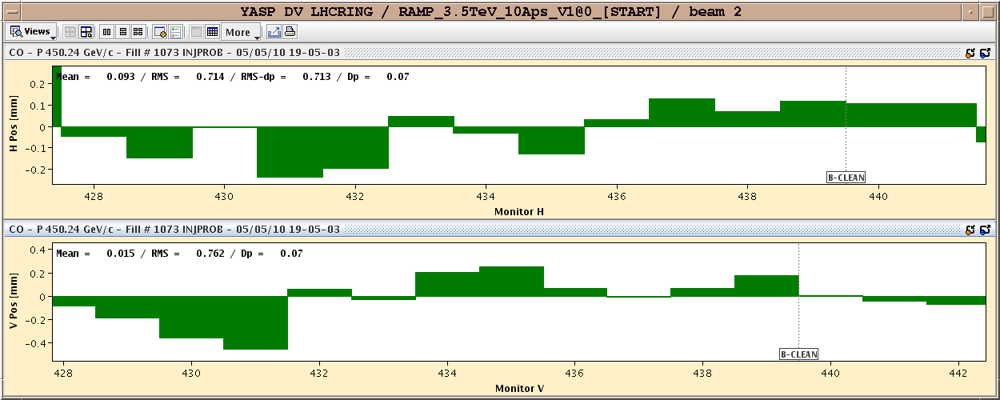 YASP DV LHCRING / RAMP_3.5TeV_10Aps_V1@0_[START] / beam 2
Views More
CO - P 450.24 GeV/c - Fill # 1073 INJPROB - 05/05/10 19-05-03
Mean = 0.093 / RMS = 0.714 / RMS-dp = 0.713 / Dp = 0.07
H Pos [mm]
0.2
0.1
0
-0.1
-0.2
B-CLEAN
428 430 432 434 436 438 440
Monitor H
CO - P 450.24 GeV/c - Fill # 1073 INJPROB - 05/05/10 19-05-03
Mean = 0.015 / RMS = 0.762 / Dp = 0.07
V Pos [mm]
0.4
0.2
0
-0.2
-0.4
B-CLEAN
428 430 432 434 436 438 440 442
Monitor V